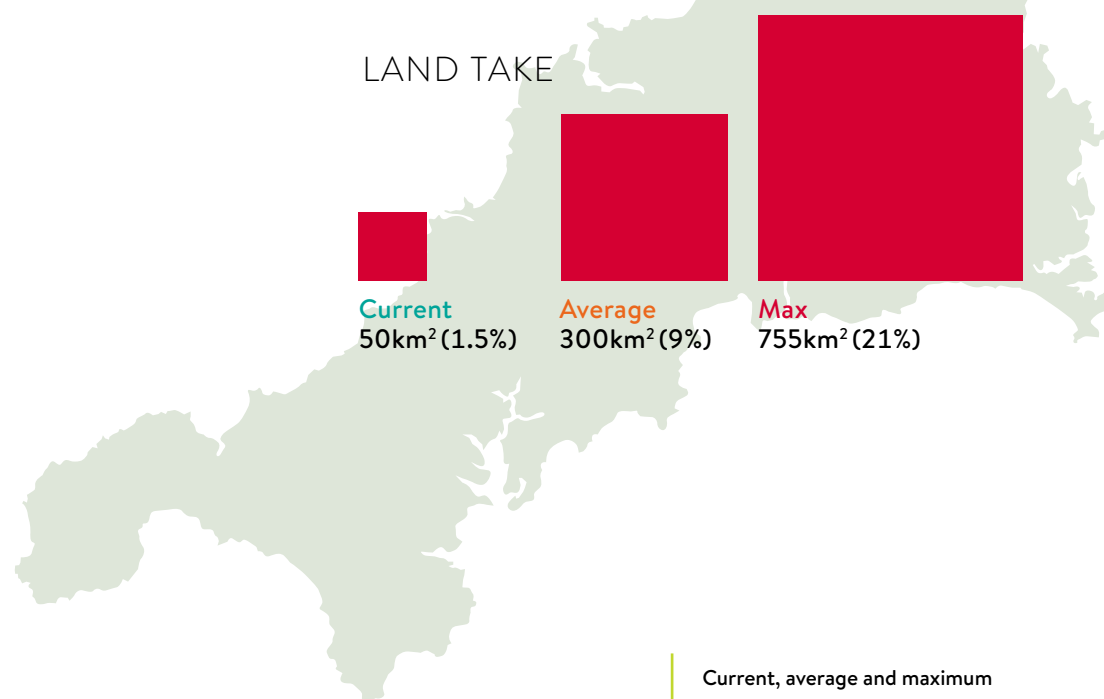 LAND TAKE
Current
50km² (1.5%)
Average
300km² (9%)
Max
755km² (21%)
Current, average and maximum